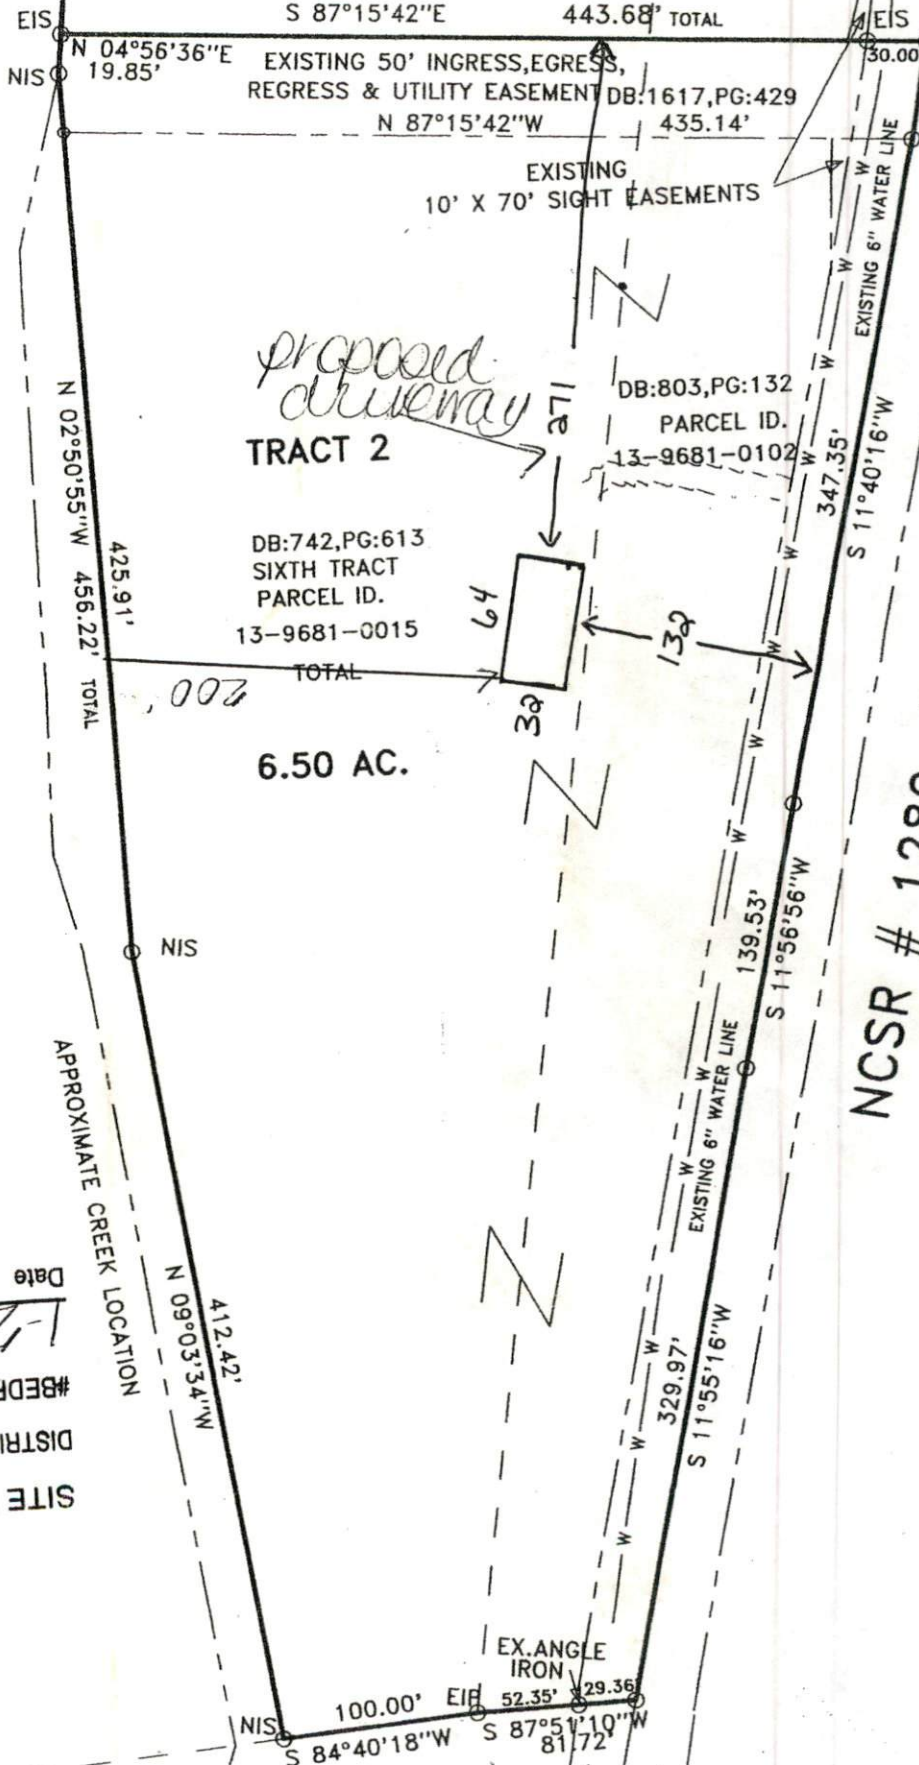 S 87°15'42"E 443.68' TOTAL
EIS
EIS
N 04°56'36"E
19.85'
NIS
30.00
EXISTING 50' INGRESS,EGRESS,
REGRESS & UTILITY EASEMENT DB:1617,PG:429
N 87°15'42"W 435.14'
EXISTING
10' X 70' SIGHT EASEMENTS
W
EXISTING 6" WATER LINE
W
W
proposed
driveway
271
DB:803,PG:132
PARCEL ID.
13-9681-0102
TRACT 2
N 02°50'55"W 456.22' TOTAL
425.91'
W
347.35'
S 11°40'16"W
DB:742,PG:613
SIXTH TRACT
PARCEL ID.
13-9681-0015
TOTAL
64
W
132
W
200'
32
6.50 AC.
W
W
NCSR #
139.53'
S 11°56'56"W
NIS
APPROXIMATE CREEK LOCATION
W
W
EXISTING 6" WATER LINE
N 09°03'34"W
412.42'
Date
SITE
W
329.97'
S 11°55'16"W
W
W
EX.ANGLE
IRON
NIS
100.00'
EIP
52.35'
29.36'
S 84°40'18"W
S 87°51'10"W
81.72'